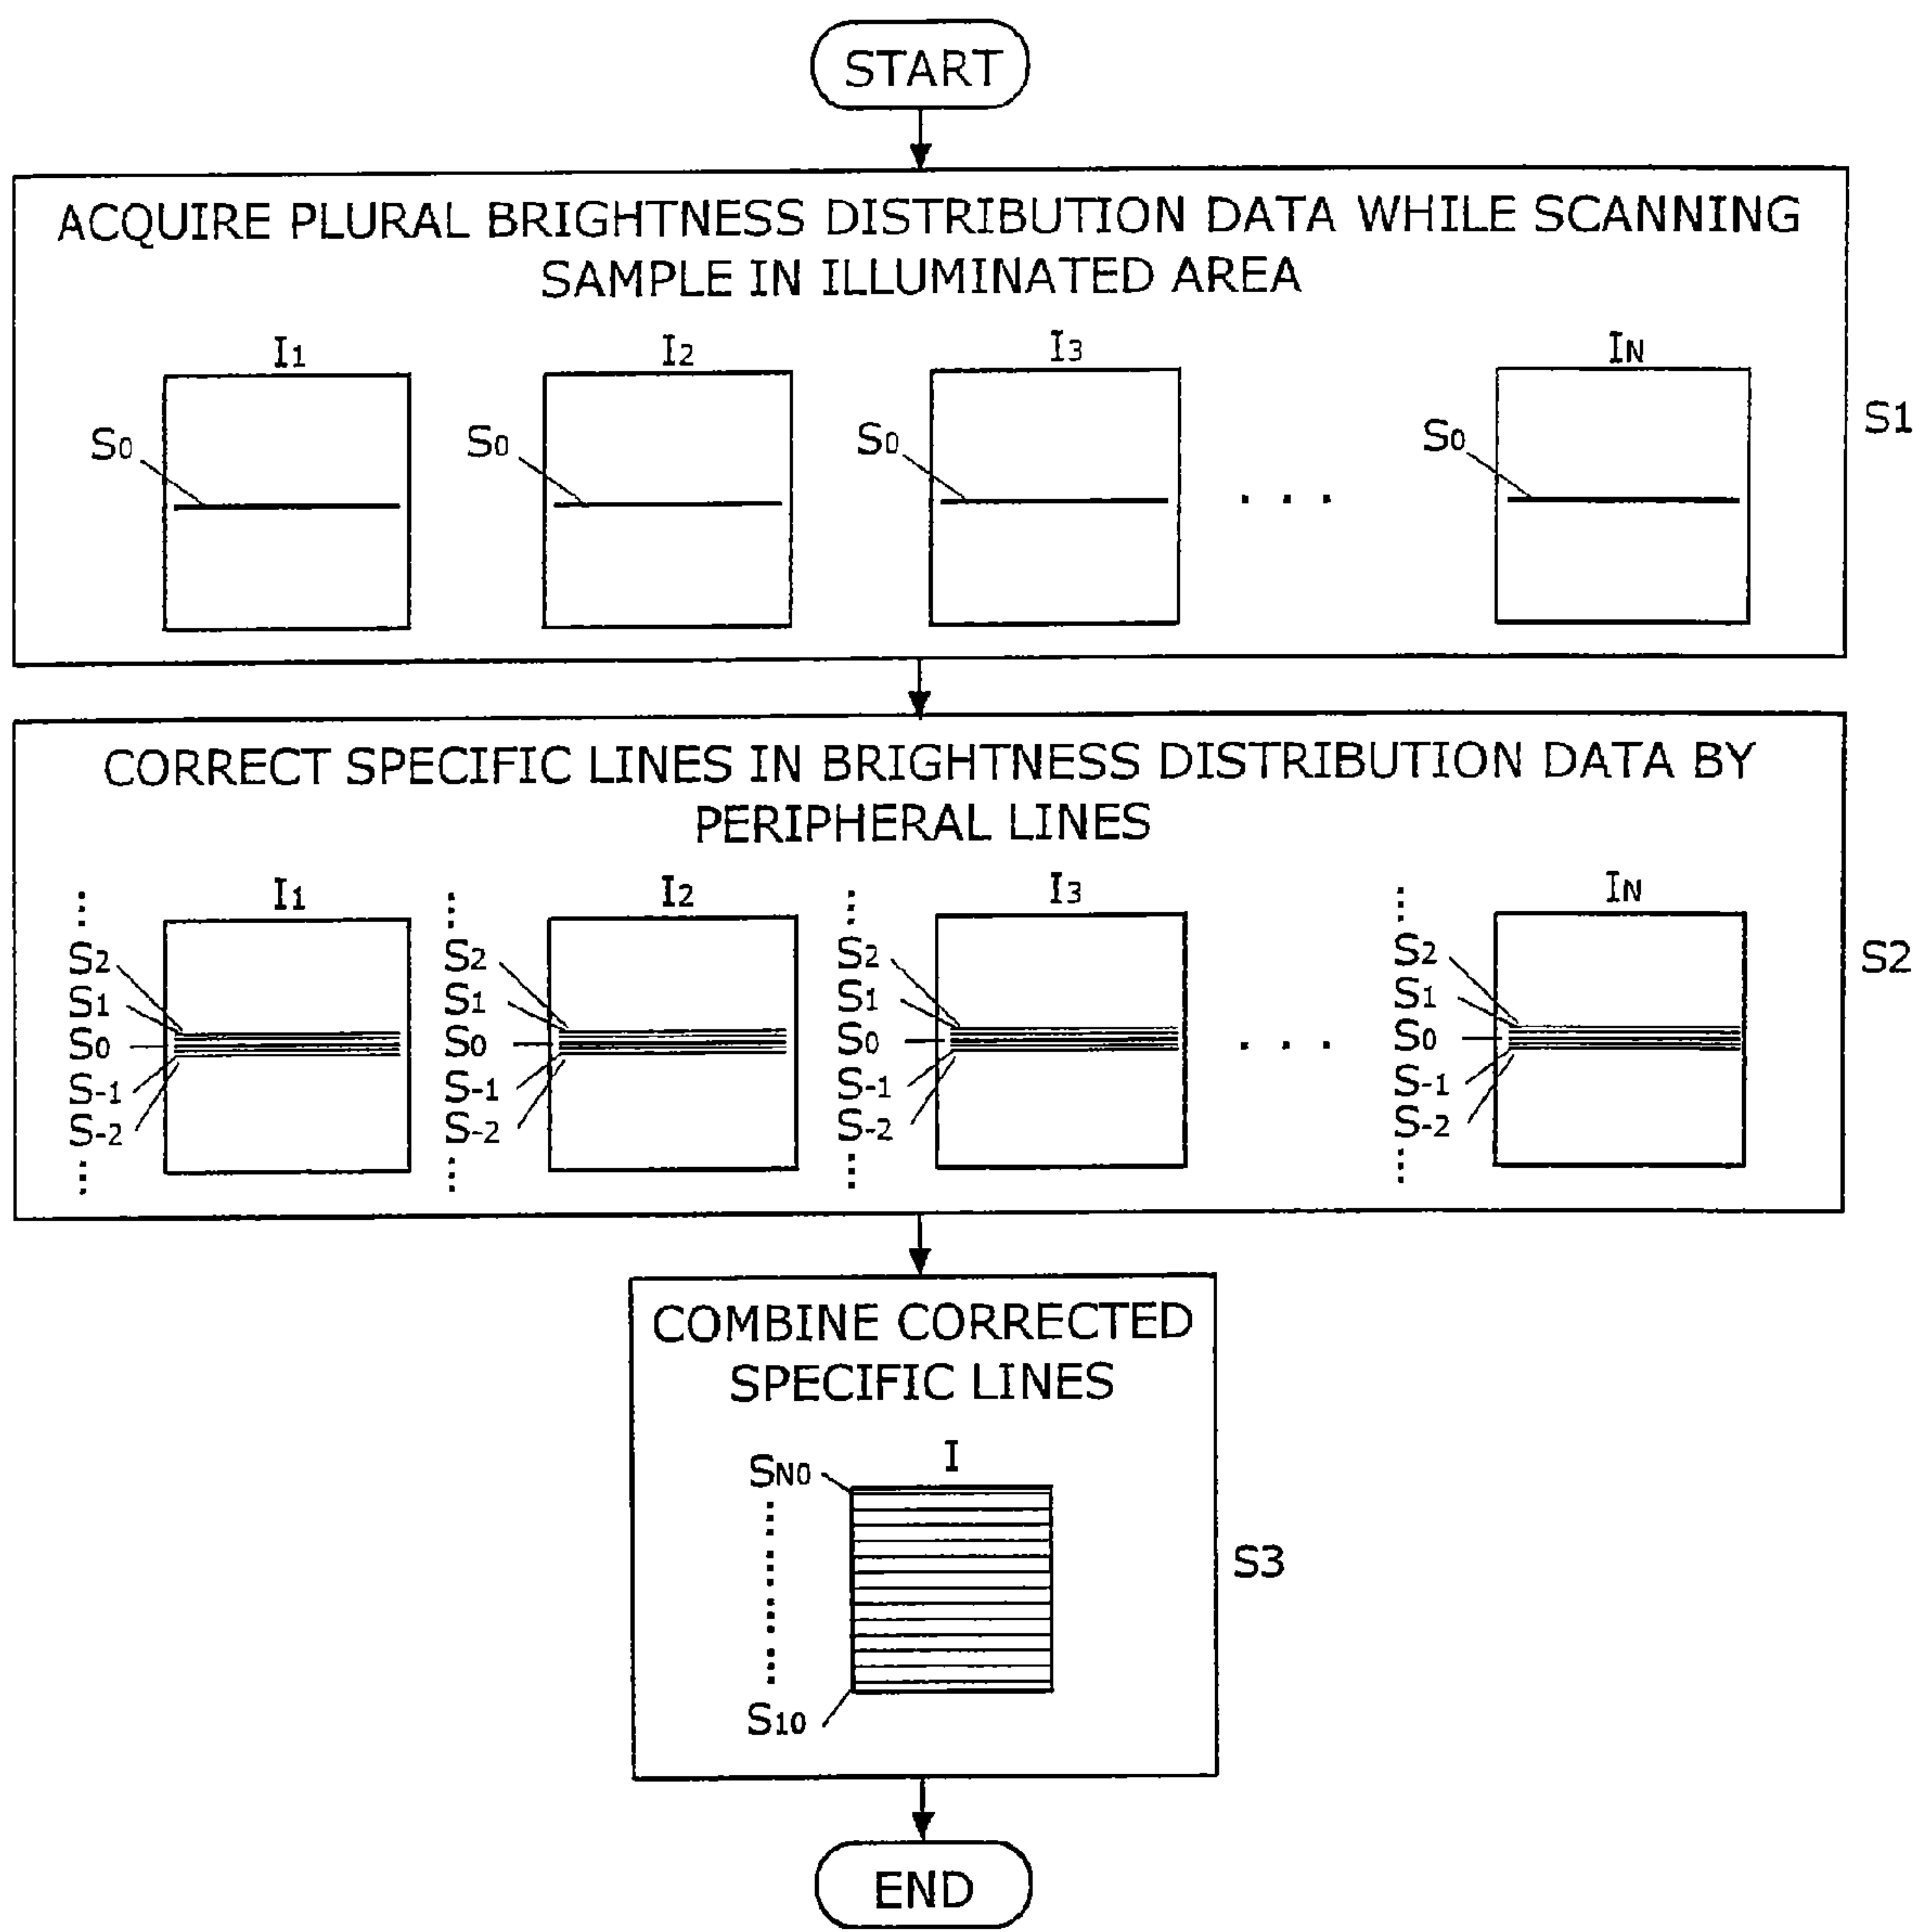 START
ACQUIRE PLURAL BRIGHTNESS DISTRIBUTION DATA WHILE SCANNING
SAMPLE IN ILLUMINATED AREA
I1 I2 I3 IN
S0 S0 S0 S0
. . .
S1
CORRECT SPECIFIC LINES IN BRIGHTNESS DISTRIBUTION DATA BY
PERIPHERAL LINES
I1 I2 I3 IN
S2 S2 S2 S2
S1 S1 S1 S1
S0 S0 S0 . . . S0
S-1 S-1 S-1 S-1
S-2 S-2 S-2 S-2
S2
COMBINE CORRECTED
SPECIFIC LINES
I
SN0
S10
S3
END